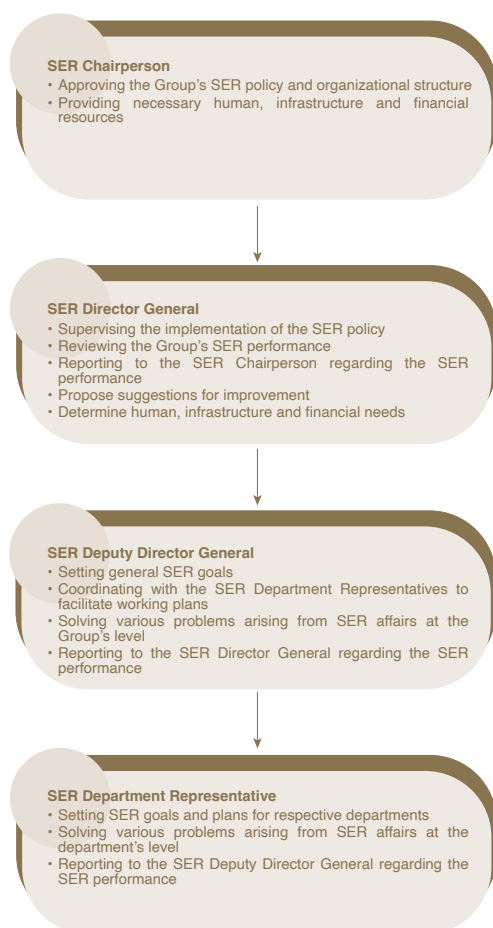 SER Chairperson
• Approving the Group's SER policy and organizational structure
• Providing necessary human, infrastructure and financial
resources
SER Director General
• Supervising the implementation of the SER policy
• Reviewing the Group's SER performance
• Reporting to the SER Chairperson regarding the SER
performance
• Propose suggestions for improvement
• Determine human, infrastructure and financial needs
SER Deputy Director General
• Setting general SER goals
• Coordinating with the SER Department Representatives to
facilitate working plans
• Solving various problems arising from SER affairs at the
Group's level
• Reporting to the SER Director General regarding the SER
performance
SER Department Representative
• Setting SER goals and plans for respective departments
• Solving various problems arising from SER affairs at the
department's level
• Reporting to the SER Deputy Director General regarding the
SER performance